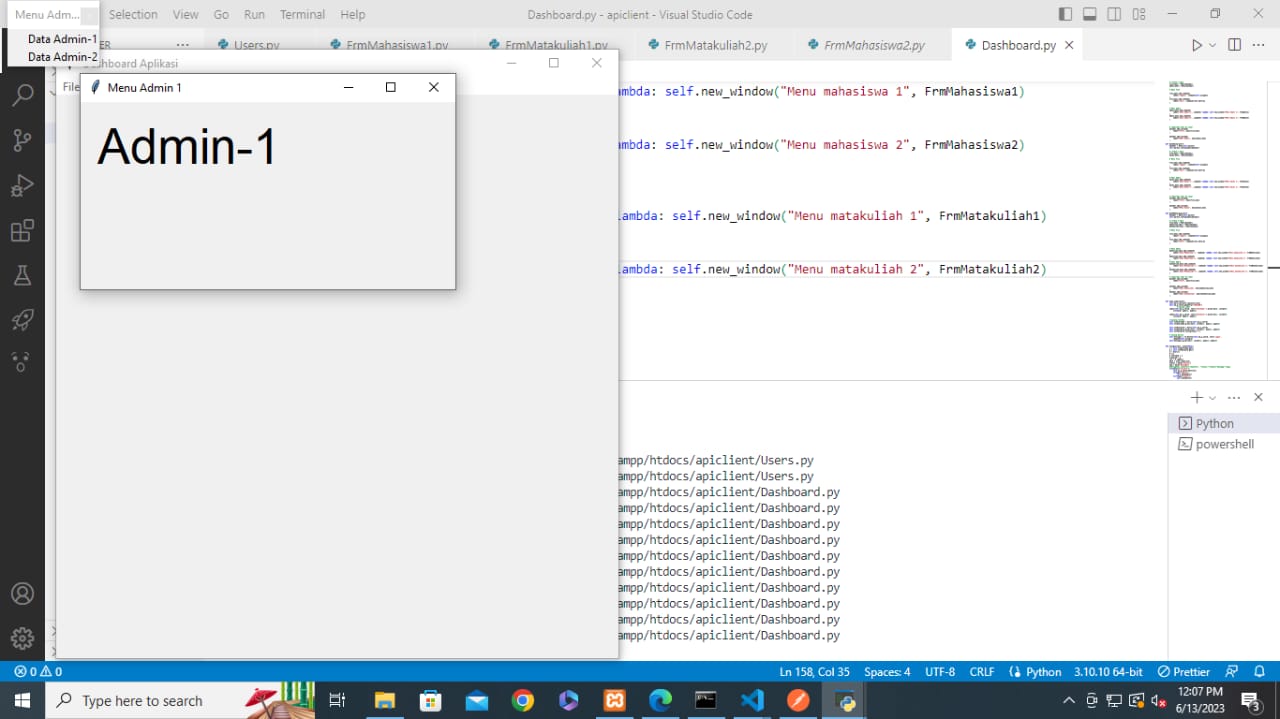 Menu Adm...
Selection View Go Run Terminal Help
Dashboard.py - apiclient - Visual Studio Code
Data Admin-1
Data Admin-2
ER ...
Users.py
FrmMahasiswa1.py
FrmMatakuliah1.py
FrmMatakuliah2.py
FrmMahasiswa2.py
Dashboard.py
Dashboard Aplikasi
File
Menu Admin 1
Admin-1
ambda: self.new_window("Menu mahasiswa 1", FrmMahasiswa1)
ambda: self.new_window("Menu mahasiswa 2", FrmMahasiswa2)
lambda: self.new_window("Menu matakuliah 1", FrmMatakuliah1)
lambda: self.new_window("Menu matakuliah 2", FrmMatakuliah2)
Python
powershell
ampp/htdocs/apiclient/Users.py
ampp/htdocs/apiclient/Users.py
ampp/htdocs/apiclient/Dashboard.py
ampp/htdocs/apiclient/Dashboard.py
ampp/htdocs/apiclient/Dashboard.py
ampp/htdocs/apiclient/Dashboard.py
ampp/htdocs/apiclient/Dashboard.py
ampp/htdocs/apiclient/Dashboard.py
ampp/htdocs/apiclient/Dashboard.py
ampp/htdocs/apiclient/Dashboard.py
ampp/htdocs/apiclient/Dashboard.py
ampp/htdocs/apiclient/Dashboard.py
0 0
Ln 158, Col 35 Spaces: 4 UTF-8 CRLF Python 3.10.10 64-bit Prettier
Type here to search
12:07 PM
6/13/2023
3